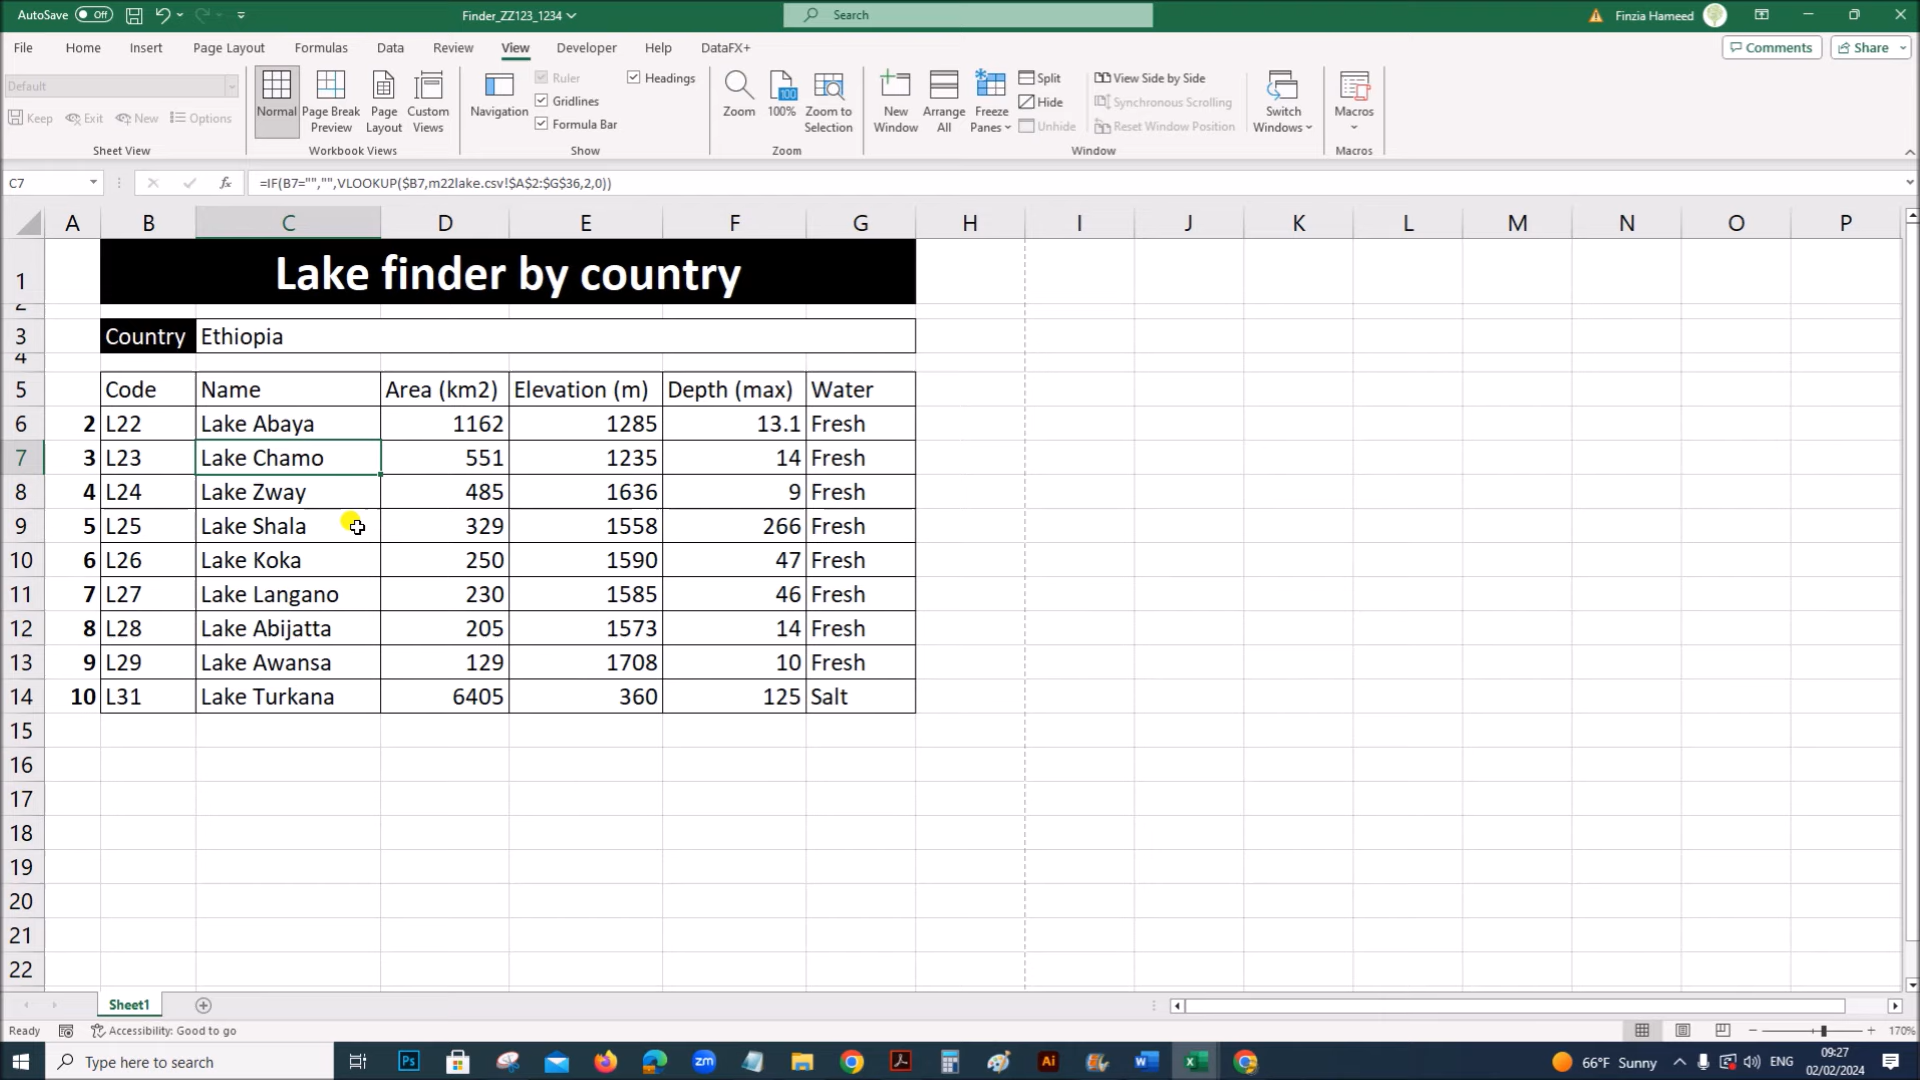 AutoSave Off Finder_ZZ123_1234 Search Finzia Hameed
File Home Insert Page Layout Formulas Data Review View Developer Help DataFX+ Comments Share
Default
Keep Exit New Options
Sheet View
Normal Page Break Preview Page Layout Custom Views
Workbook Views
Navigation Ruler Headings
Gridlines
Formula Bar
Show
Zoom 100% Zoom to Selection
Zoom
New Window Arrange All Freeze Panes Split View Side by Side
Hide Synchronous Scrolling
Unhide Reset Window Position
Switch Windows
Window
Macros
Macros
C7 fx =IF(B7="","",VLOOKUP($B7,m22lake.csv!$A$2:$G$36,2,0))
A B C D E F G H I J K L M N O P
1 Lake finder by country
2
3 Country Ethiopia
4
5 Code Name Area (km2) Elevation (m) Depth (max) Water
6 2 L22 Lake Abaya 1162 1285 13.1 Fresh
7 3 L23 Lake Chamo 551 1235 14 Fresh
8 4 L24 Lake Zway 485 1636 9 Fresh
9 5 L25 Lake Shala 329 1558 266 Fresh
10 6 L26 Lake Koka 250 1590 47 Fresh
11 7 L27 Lake Langano 230 1585 46 Fresh
12 8 L28 Lake Abijatta 205 1573 14 Fresh
13 9 L29 Lake Awansa 129 1708 10 Fresh
14 10 L31 Lake Turkana 6405 360 125 Salt
15
16
17
18
19
20
21
22
Sheet1
Ready Accessibility: Good to go 170%
Type here to search Ps zm Ai 66°F Sunny ENG 09:27
02/02/2024